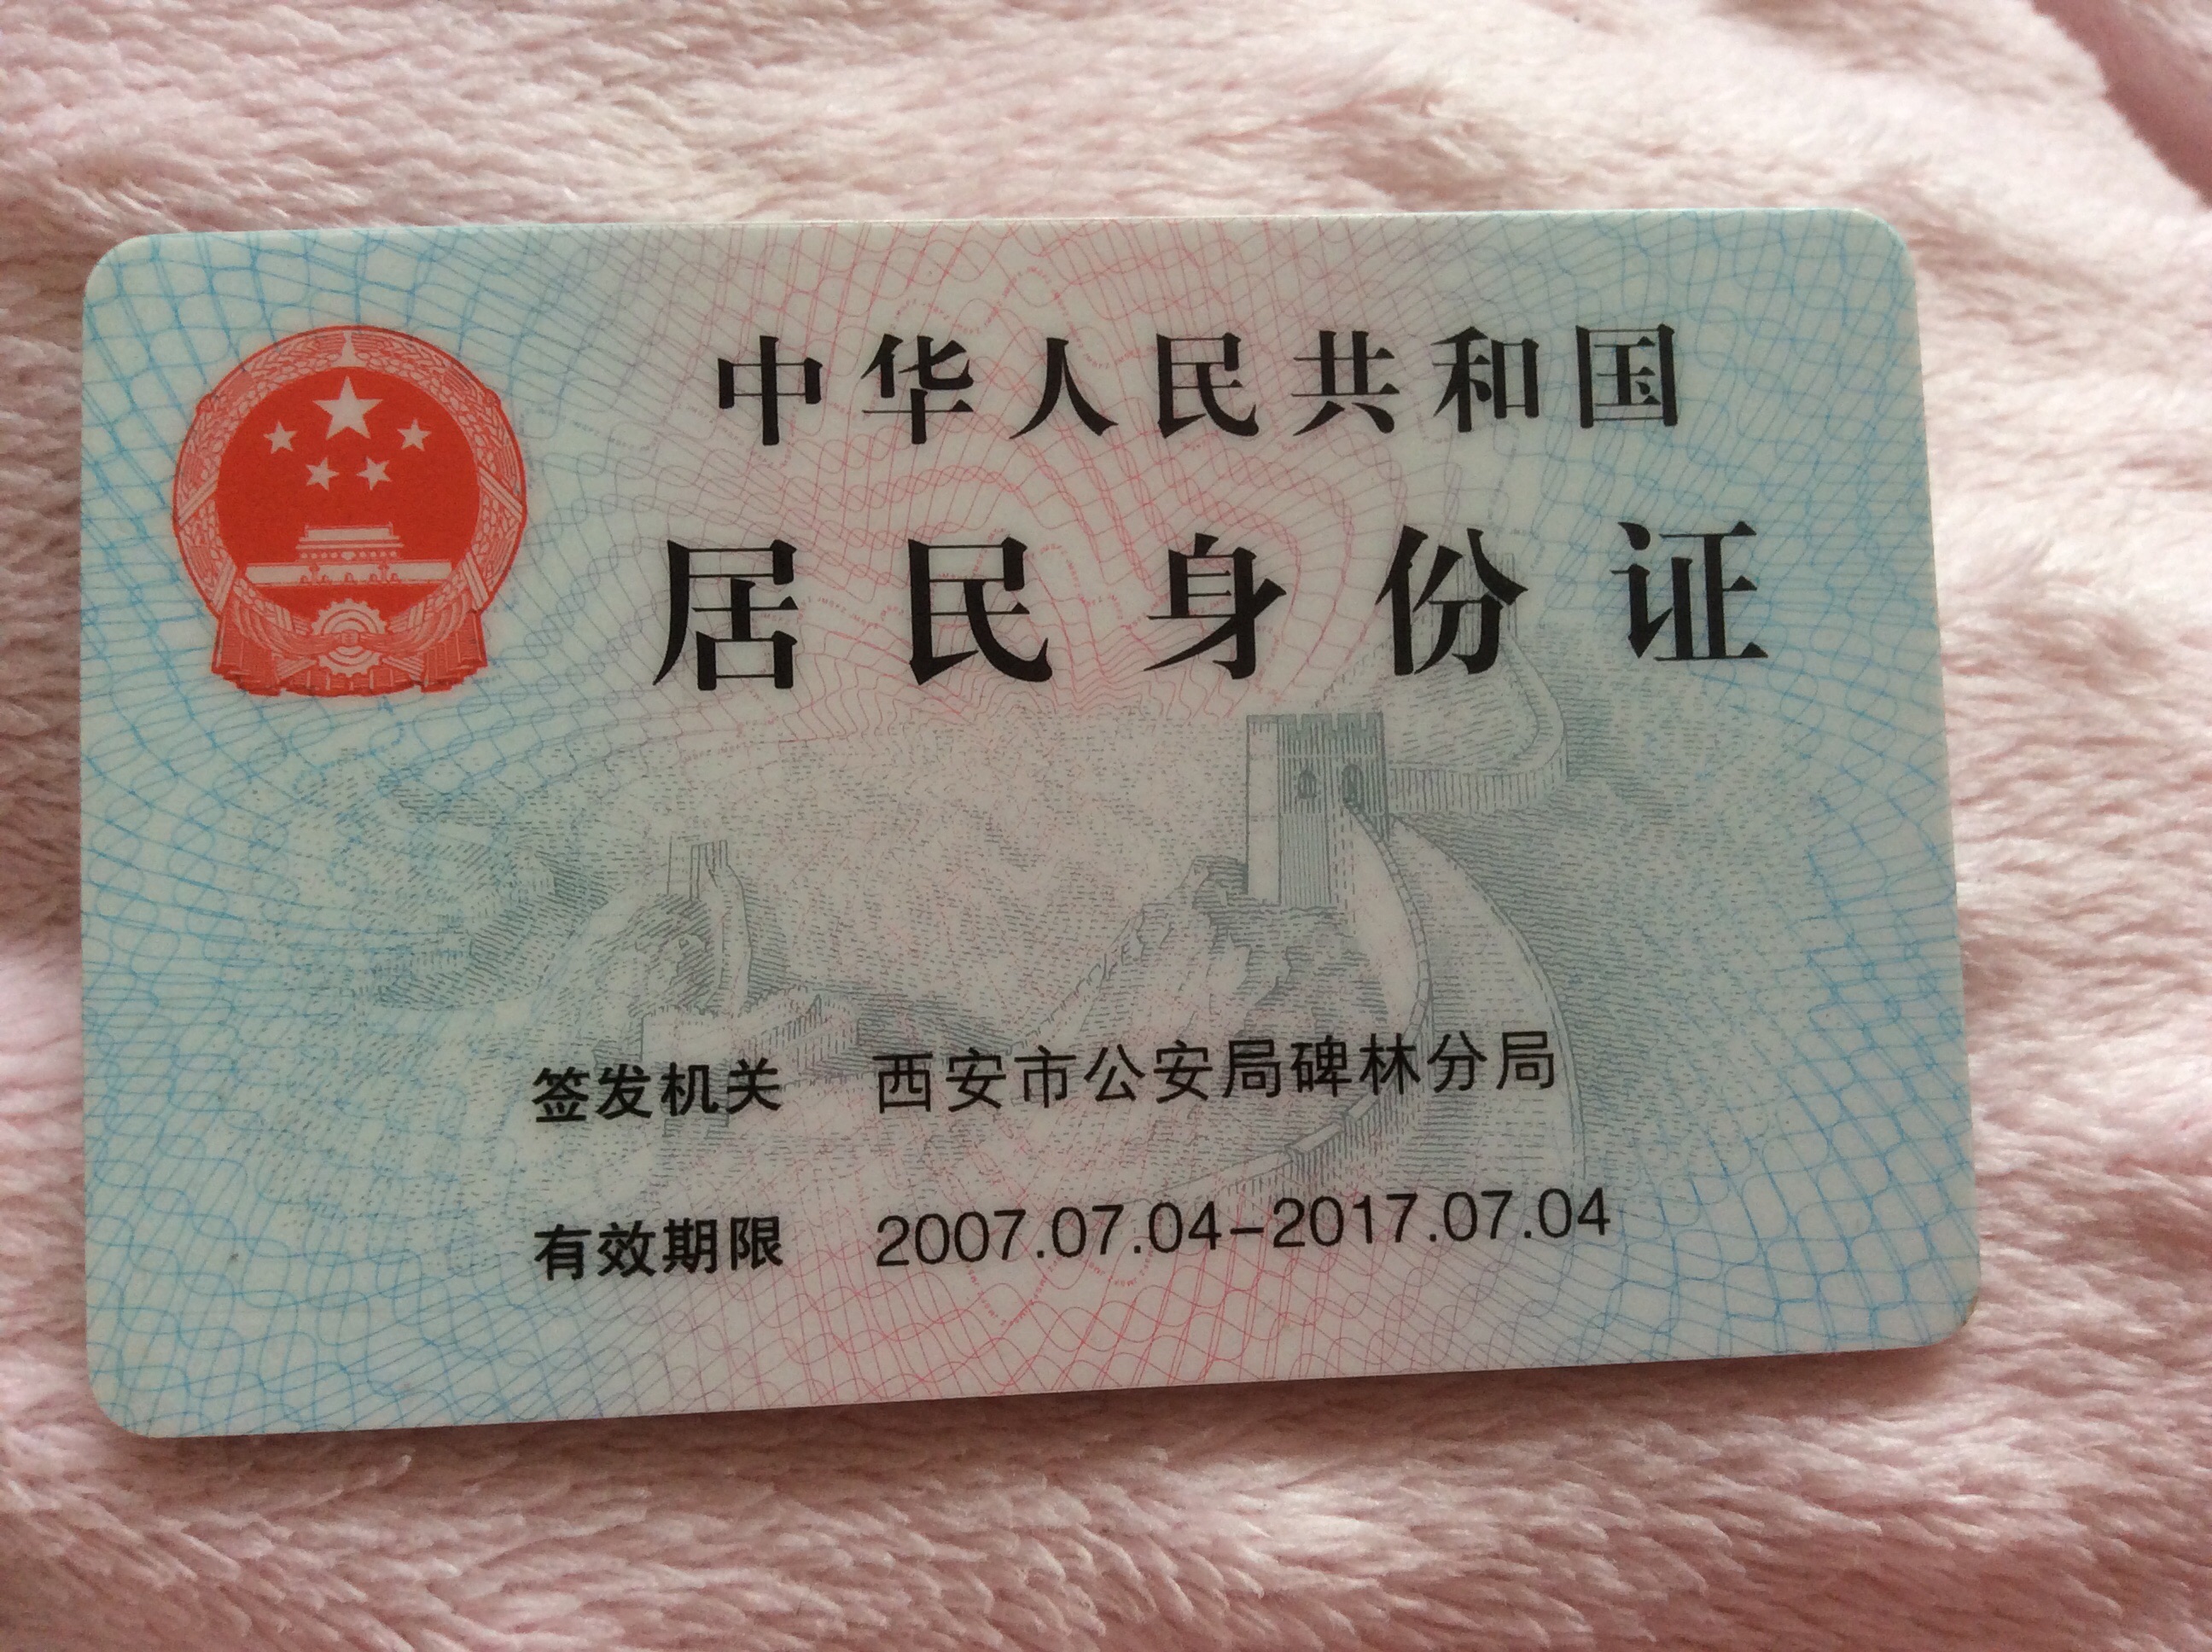 中华人民共和国
居民身份证
签发机关 西安市公安局碑林分局
有效期限 2007.07.04-2017.07.04